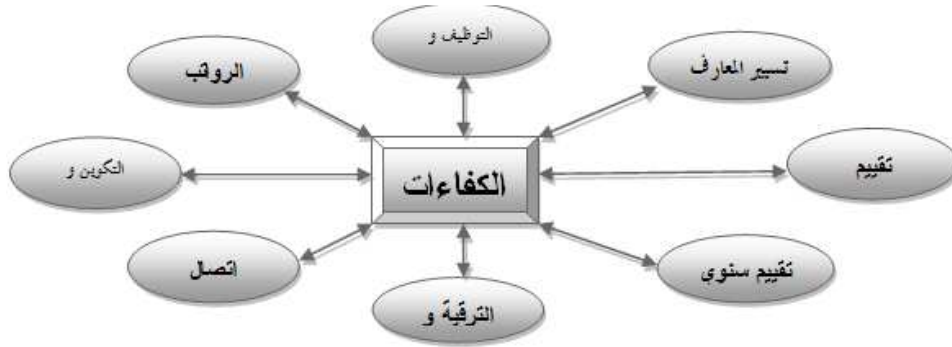 التوظيف و
تسيير المعارف
الرواتب
الكفاءات
تقييم
التكوين و
تقييم سنوي
اتصال
الترقية و